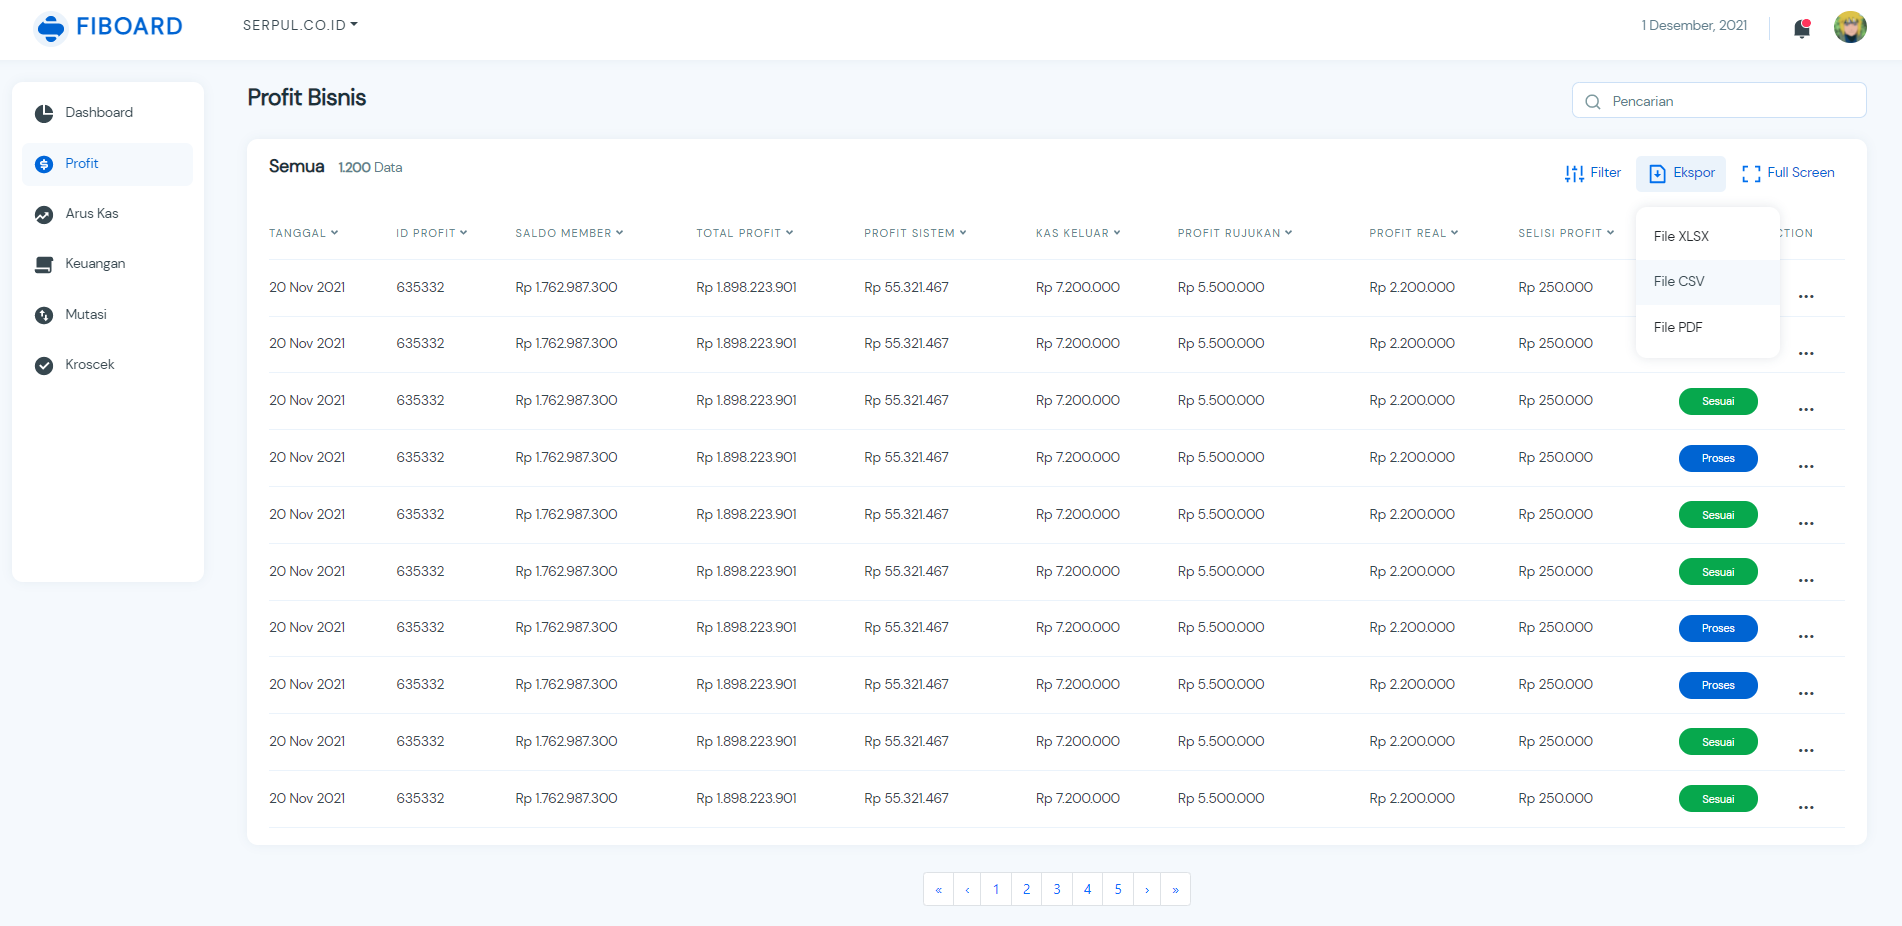 FIBOARD
SERPUL.CO.ID
1 Desember, 2021
Dashboard
Profit
Arus Kas
Keuangan
Mutasi
Kroscek
Profit Bisnis
Pencarian
Semua 1.200 Data
Filter Ekspor Full Screen
File XLSX
File CSV
File PDF
TANGGAL ID PROFIT SALDO MEMBER TOTAL PROFIT PROFIT SISTEM KAS KELUAR PROFIT RUJUKAN PROFIT REAL SELISI PROFIT CTION
20 Nov 2021 635332 Rp 1.762.987.300 Rp 1.898.223.901 Rp 55.321.467 Rp 7.200.000 Rp 5.500.000 Rp 2.200.000 Rp 250.000 ...
20 Nov 2021 635332 Rp 1.762.987.300 Rp 1.898.223.901 Rp 55.321.467 Rp 7.200.000 Rp 5.500.000 Rp 2.200.000 Rp 250.000 ...
20 Nov 2021 635332 Rp 1.762.987.300 Rp 1.898.223.901 Rp 55.321.467 Rp 7.200.000 Rp 5.500.000 Rp 2.200.000 Rp 250.000 Sesuai ...
20 Nov 2021 635332 Rp 1.762.987.300 Rp 1.898.223.901 Rp 55.321.467 Rp 7.200.000 Rp 5.500.000 Rp 2.200.000 Rp 250.000 Proses ...
20 Nov 2021 635332 Rp 1.762.987.300 Rp 1.898.223.901 Rp 55.321.467 Rp 7.200.000 Rp 5.500.000 Rp 2.200.000 Rp 250.000 Sesuai ...
20 Nov 2021 635332 Rp 1.762.987.300 Rp 1.898.223.901 Rp 55.321.467 Rp 7.200.000 Rp 5.500.000 Rp 2.200.000 Rp 250.000 Sesuai ...
20 Nov 2021 635332 Rp 1.762.987.300 Rp 1.898.223.901 Rp 55.321.467 Rp 7.200.000 Rp 5.500.000 Rp 2.200.000 Rp 250.000 Proses ...
20 Nov 2021 635332 Rp 1.762.987.300 Rp 1.898.223.901 Rp 55.321.467 Rp 7.200.000 Rp 5.500.000 Rp 2.200.000 Rp 250.000 Proses ...
20 Nov 2021 635332 Rp 1.762.987.300 Rp 1.898.223.901 Rp 55.321.467 Rp 7.200.000 Rp 5.500.000 Rp 2.200.000 Rp 250.000 Sesuai ...
20 Nov 2021 635332 Rp 1.762.987.300 Rp 1.898.223.901 Rp 55.321.467 Rp 7.200.000 Rp 5.500.000 Rp 2.200.000 Rp 250.000 Sesuai ...
« ‹ 1 2 3 4 5 › »